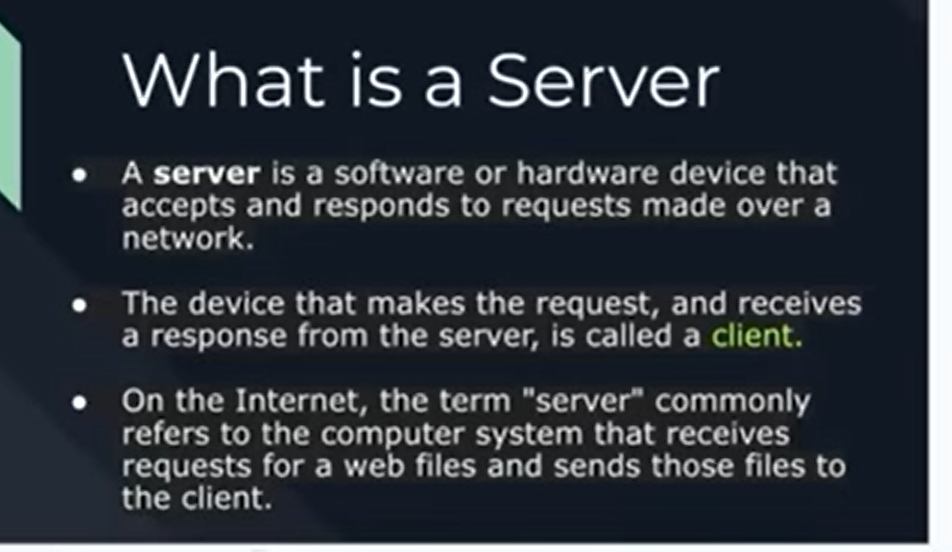 What is a Server
● A server is a software or hardware device that
accepts and responds to requests made over a
network.
● The device that makes the request, and receives
a response from the server, is called a client.
● On the Internet, the term "server" commonly
refers to the computer system that receives
requests for a web files and sends those files to
the client.